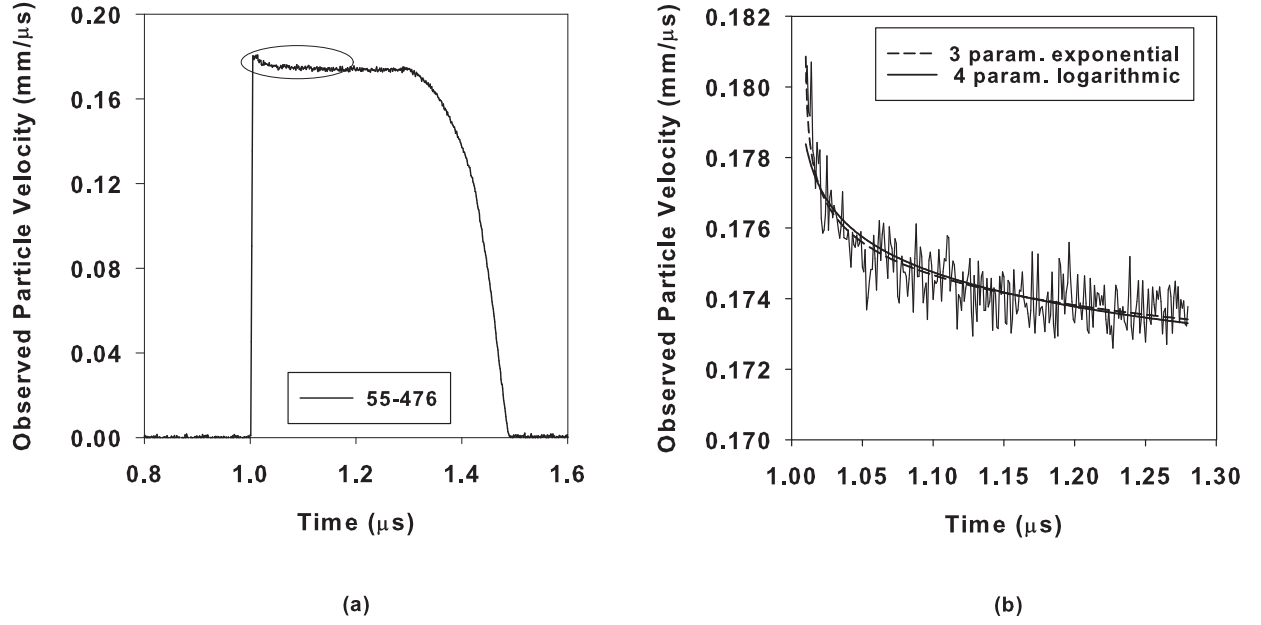 Observed Particle Velocity (mm/μs)
0.20
0.16
0.12
0.08
0.04
0.00
55-476
0.8 1.0 1.2 1.4 1.6
Time (μs)
(a)
Observed Particle Velocity (mm/μs)
0.182
0.180
0.178
0.176
0.174
0.172
0.170
3 param. exponential
4 param. logarithmic
1.00 1.05 1.10 1.15 1.20 1.25 1.30
Time (μs)
(b)